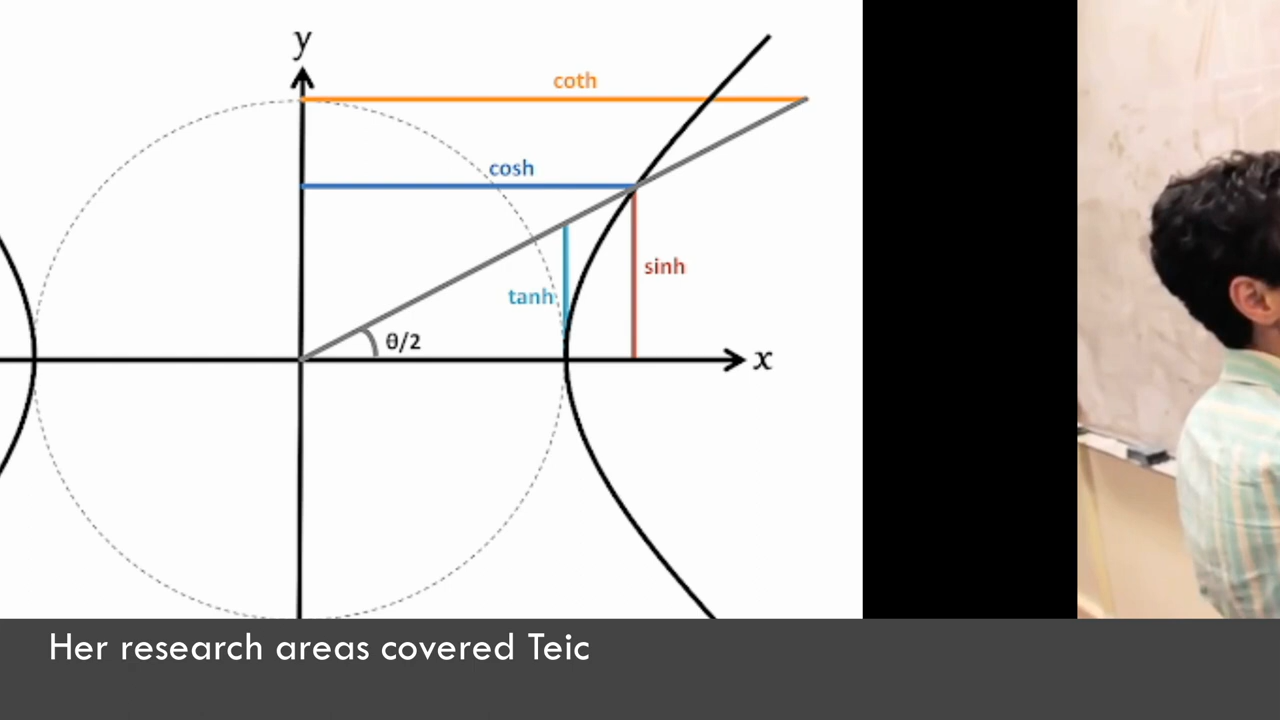 y
coth
cosh
sinh
tanh
θ/2
x
Her research areas covered Teic